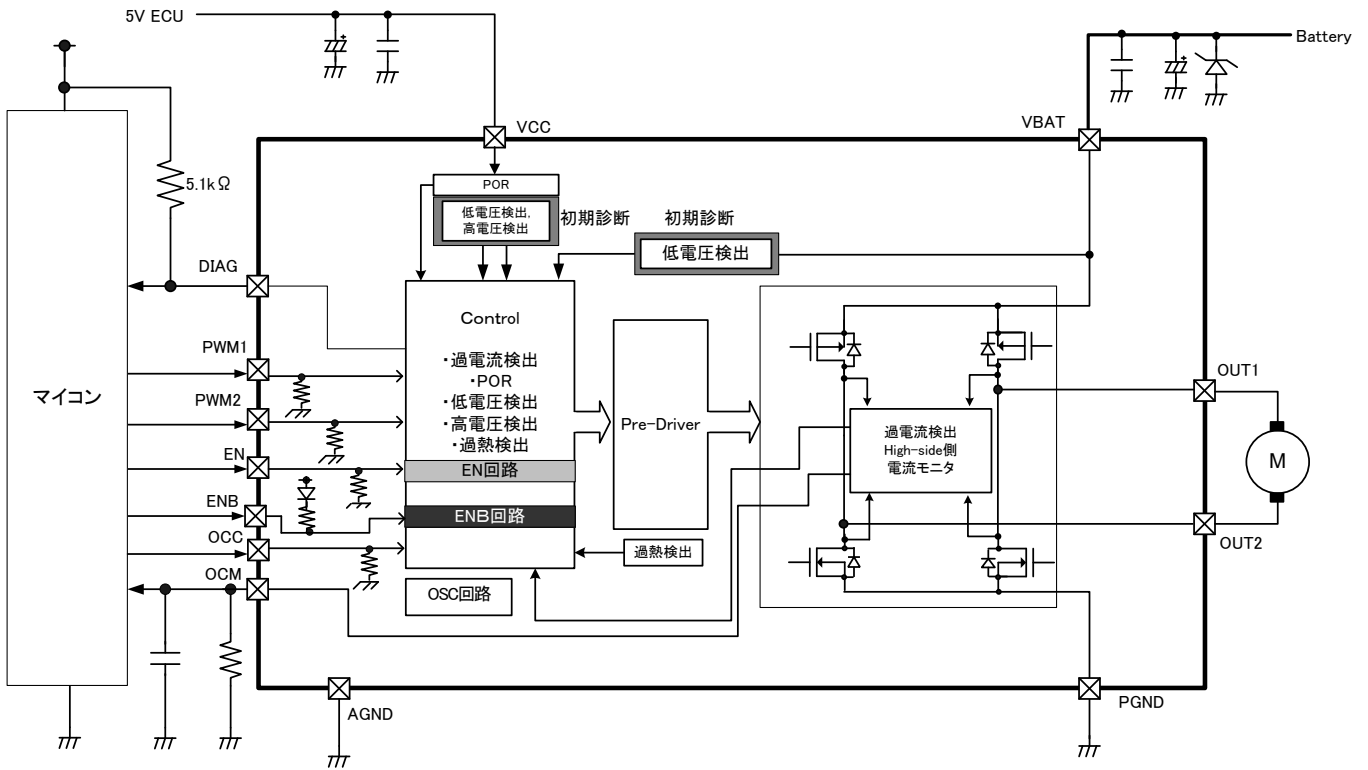 5V ECU
Battery
VCC
VBAT
5.1kΩ
POR
低電圧検出,
高電圧検出
初期診断
初期診断
低電圧検出
DIAG
Control
・過電流検出
・POR
・低電圧検出
・高電圧検出
・過熱検出
PWM1
PWM2
EN
ENB
OCC
OCM
マイコン
EN回路
ENB回路
Pre-Driver
過電流検出
High-side側
電流モニタ
OUT1
M
OUT2
過熱検出
OSC回路
AGND
PGND